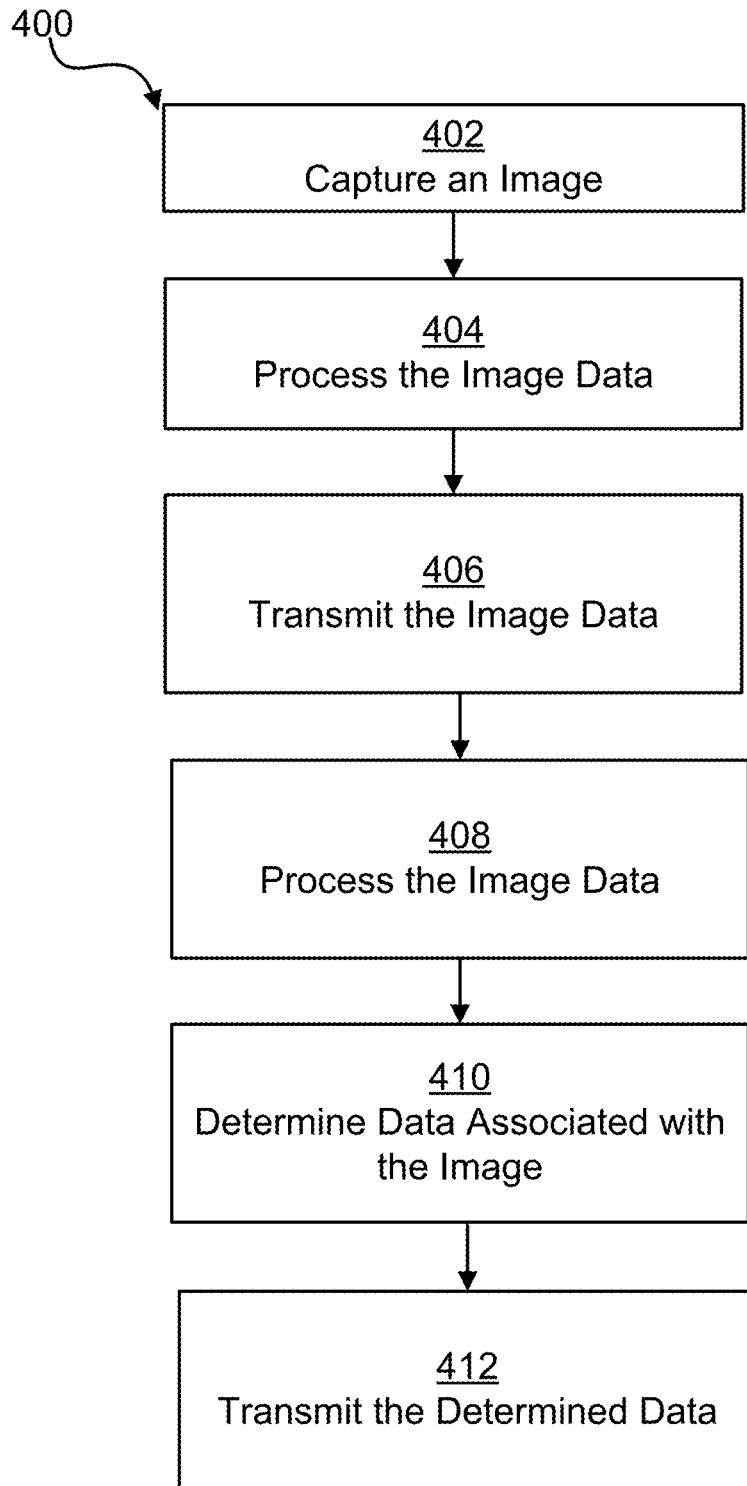 400
402
Capture an Image
404
Process the Image Data
406
Transmit the Image Data
408
Process the Image Data
410
Determine Data Associated with
the Image
412
Transmit the Determined Data